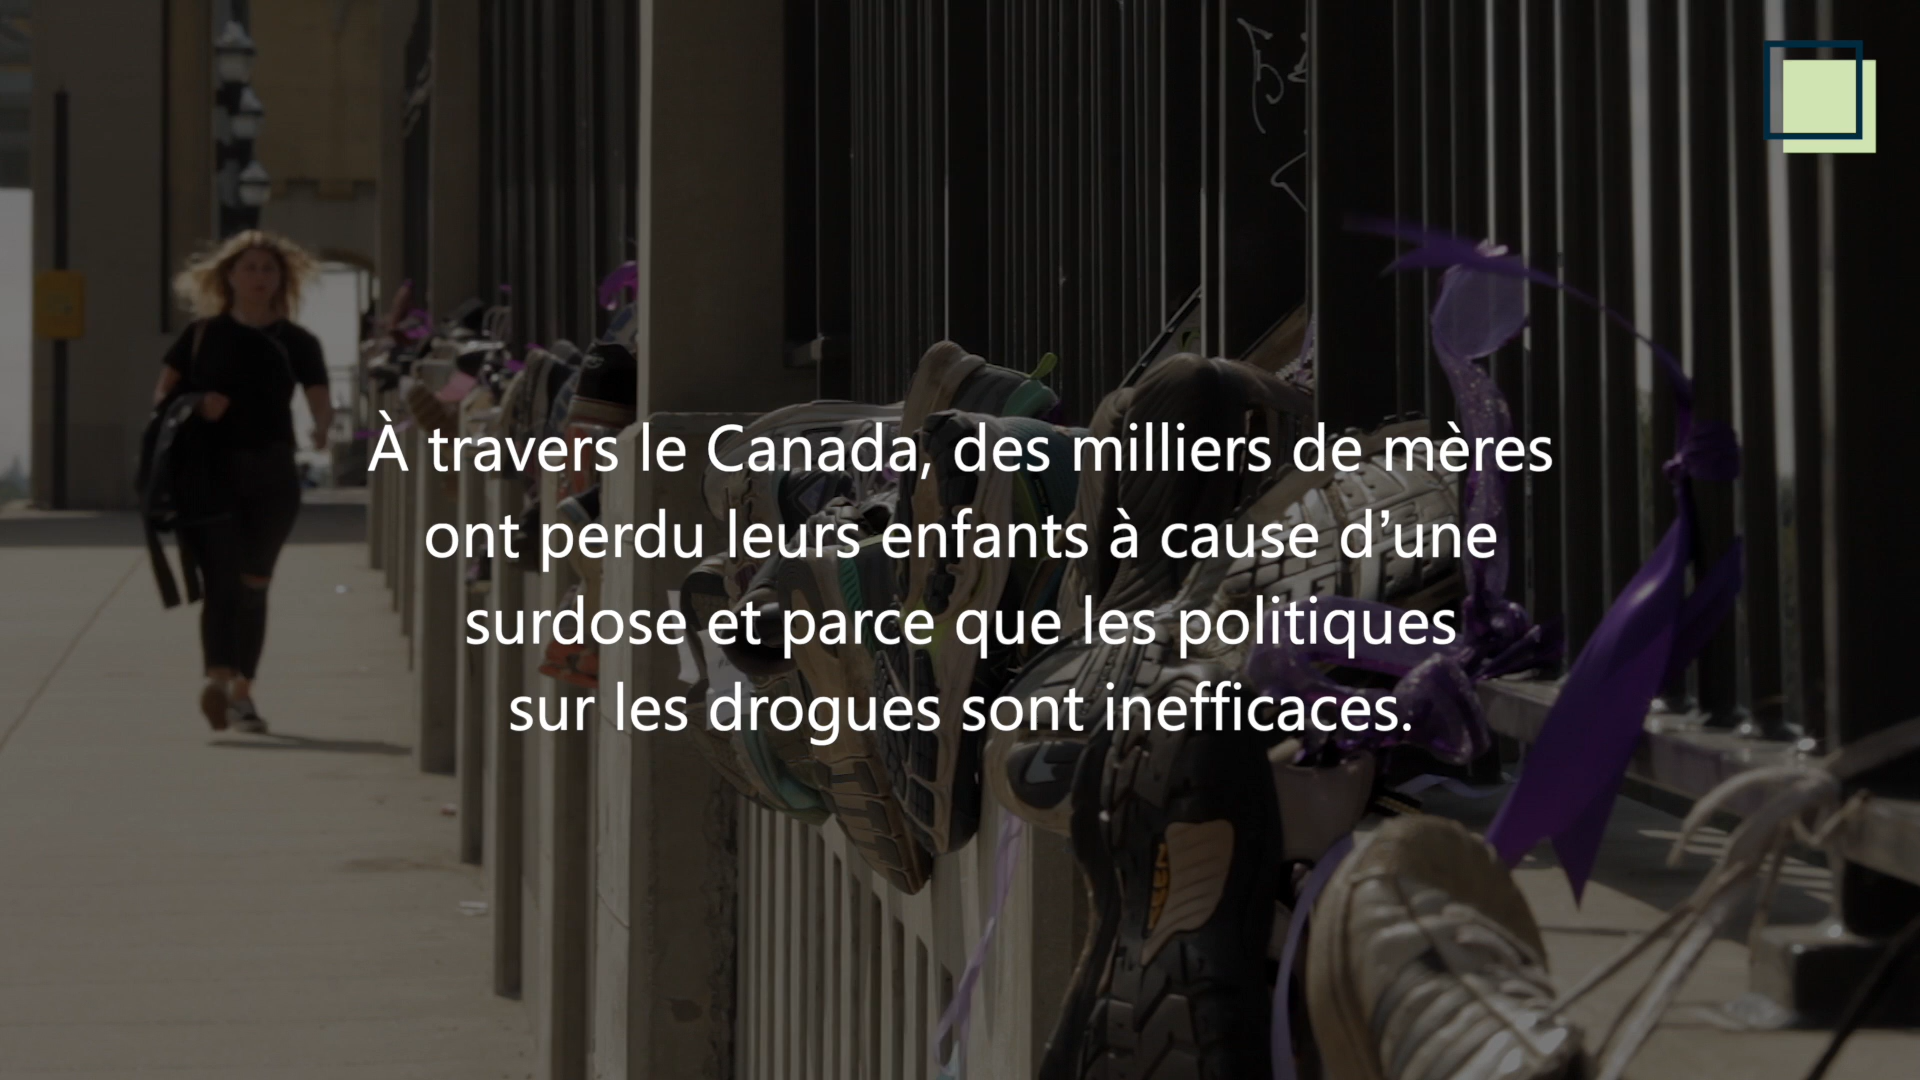 À travers le Canada, des milliers de mères
ont perdu leurs enfants à cause d’une
surdose et parce que les politiques
sur les drogues sont inefficaces.